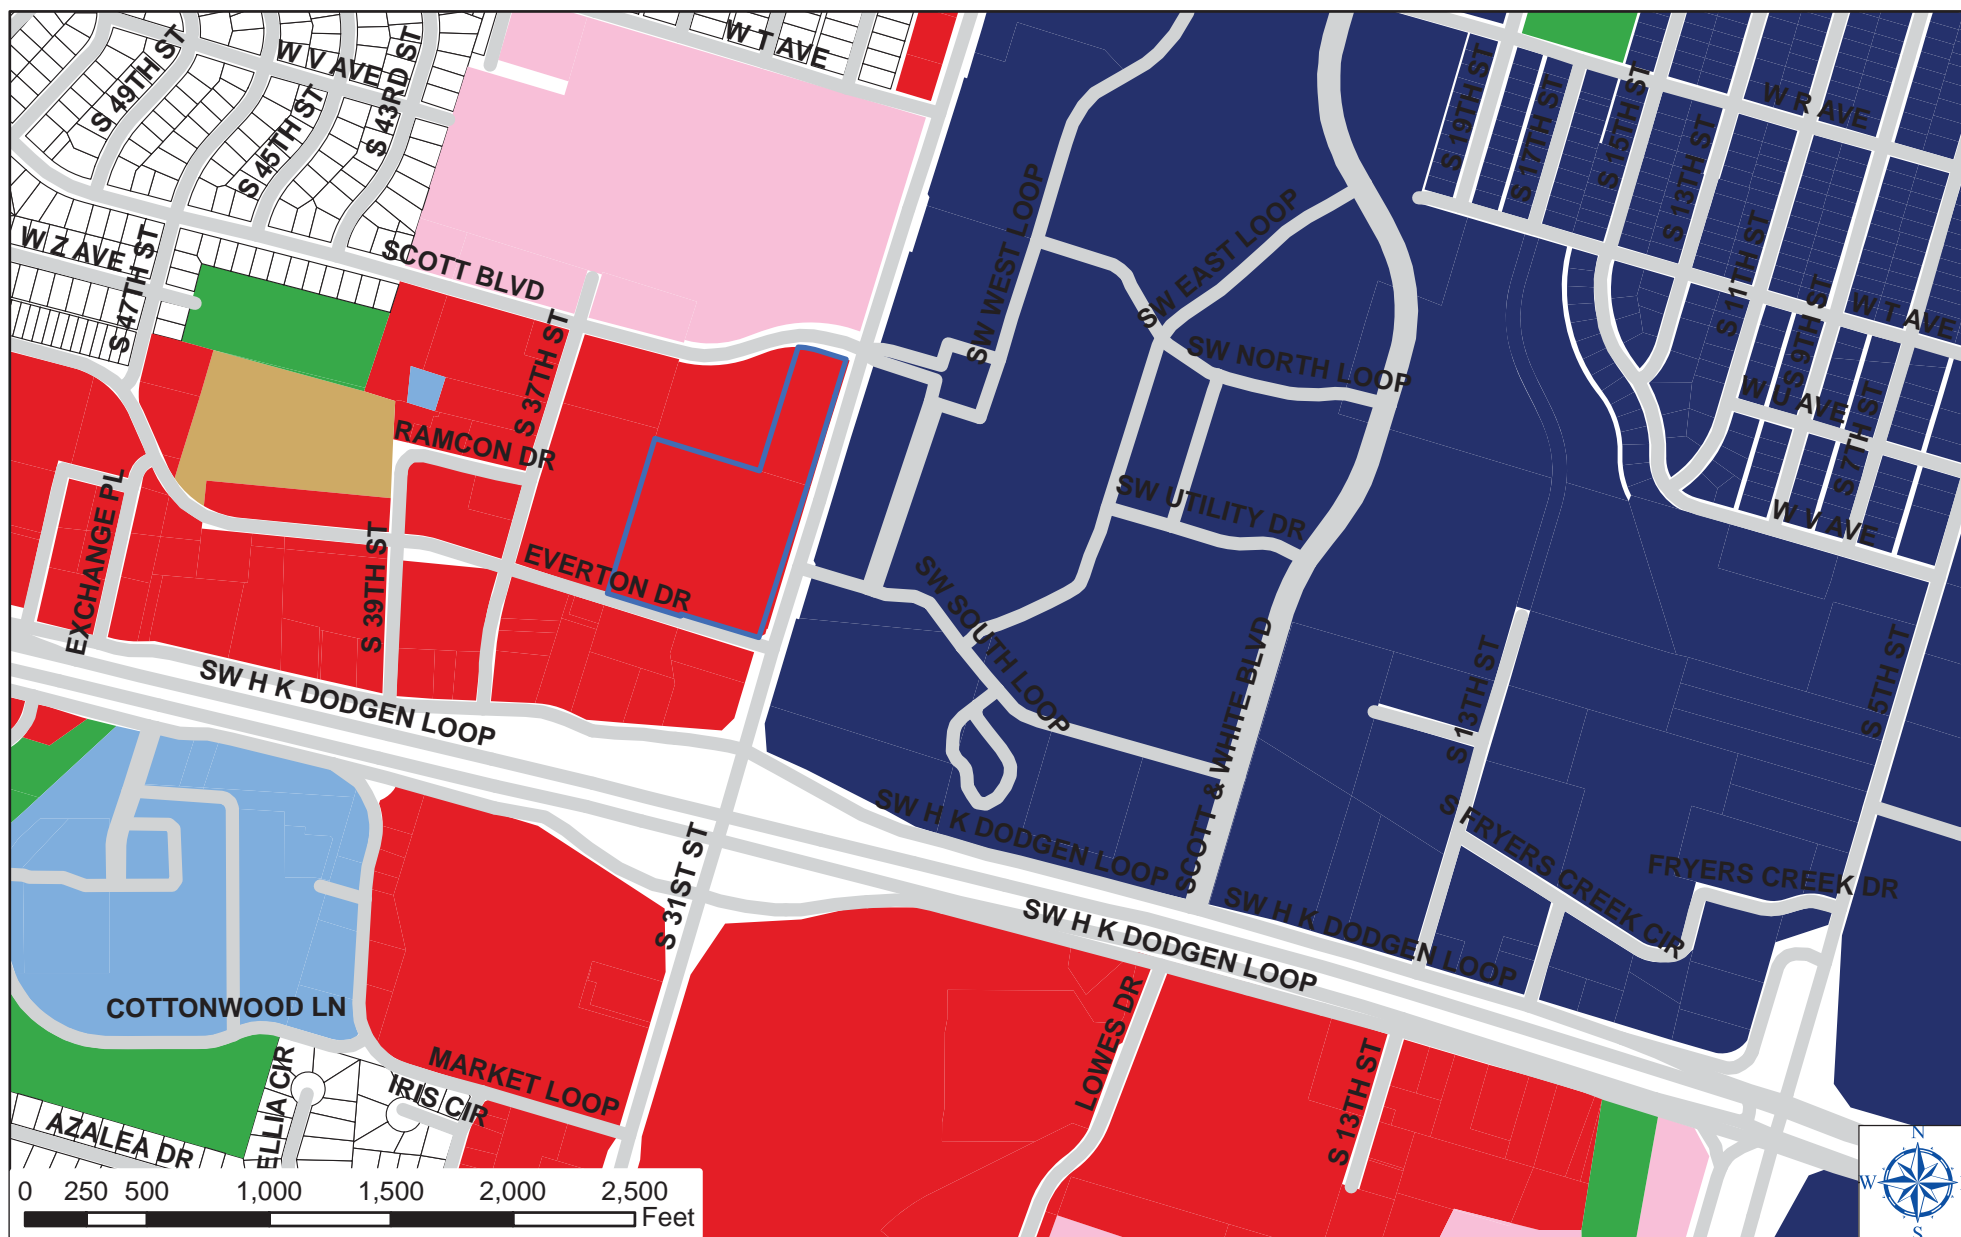 W T AVE
W V AVE
S 49TH ST
S 43RD ST
S 45TH ST
W R AVE
S 19TH ST
S 17TH ST
S 15TH ST
S 13TH ST
S 11TH ST
S 9TH ST
W T AVE
W Z AVE
S 47TH ST
SCOTT BLVD
SW WEST LOOP
SW EAST LOOP
SW NORTH LOOP
W U AVE
S 7TH ST
S 37TH ST
RAMCON DR
SW UTILITY DR
W V AVE
EXCHANGE PL
S 39TH ST
EVERTON DR
SW SOUTH LOOP
SCOTT & WHITE BLVD
S 13TH ST
S 5TH ST
SW H K DODGEN LOOP
SW H K DODGEN LOOP
S FRYERS CREEK CIR
FRYERS CREEK DR
S 31ST ST
SW H K DODGEN LOOP
SW H K DODGEN LOOP
COTTONWOOD LN
LOWES DR
S 13TH ST
MARKET LOOP
IRIS CIR
ELLIA CIR
AZALEA DR
0 250 500 1,000 1,500 2,000 2,500
Feet
N
W
S